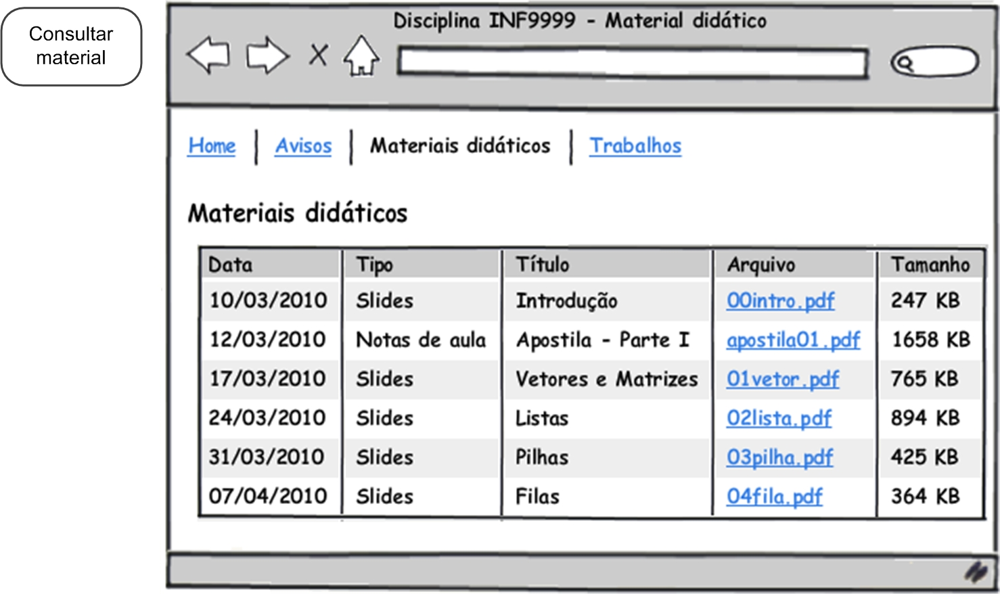 Consultar
material
Disciplina INF9999 - Material didático
X
Home | Avisos | Materiais didáticos | Trabalhos
Materiais didáticos
Data Tipo Título Arquivo Tamanho
10/03/2010 Slides Introdução 00intro.pdf 247 KB
12/03/2010 Notas de aula Apostila - Parte I apostila01.pdf 1658 KB
17/03/2010 Slides Vetores e Matrizes 01vetor.pdf 765 KB
24/03/2010 Slides Listas 02lista.pdf 894 KB
31/03/2010 Slides Pilhas 03pilha.pdf 425 KB
07/04/2010 Slides Filas 04fila.pdf 364 KB